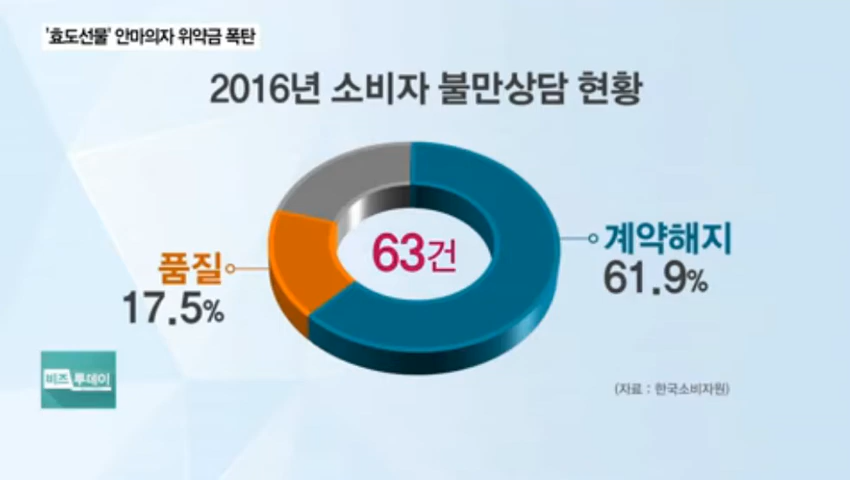 '효도선물' 안마의자 위약금 폭탄
2016년 소비자 불만상담 현황
63건
계약해지
61.9%
품질
17.5%
비즈 투데이
(자료 : 한국소비자원)